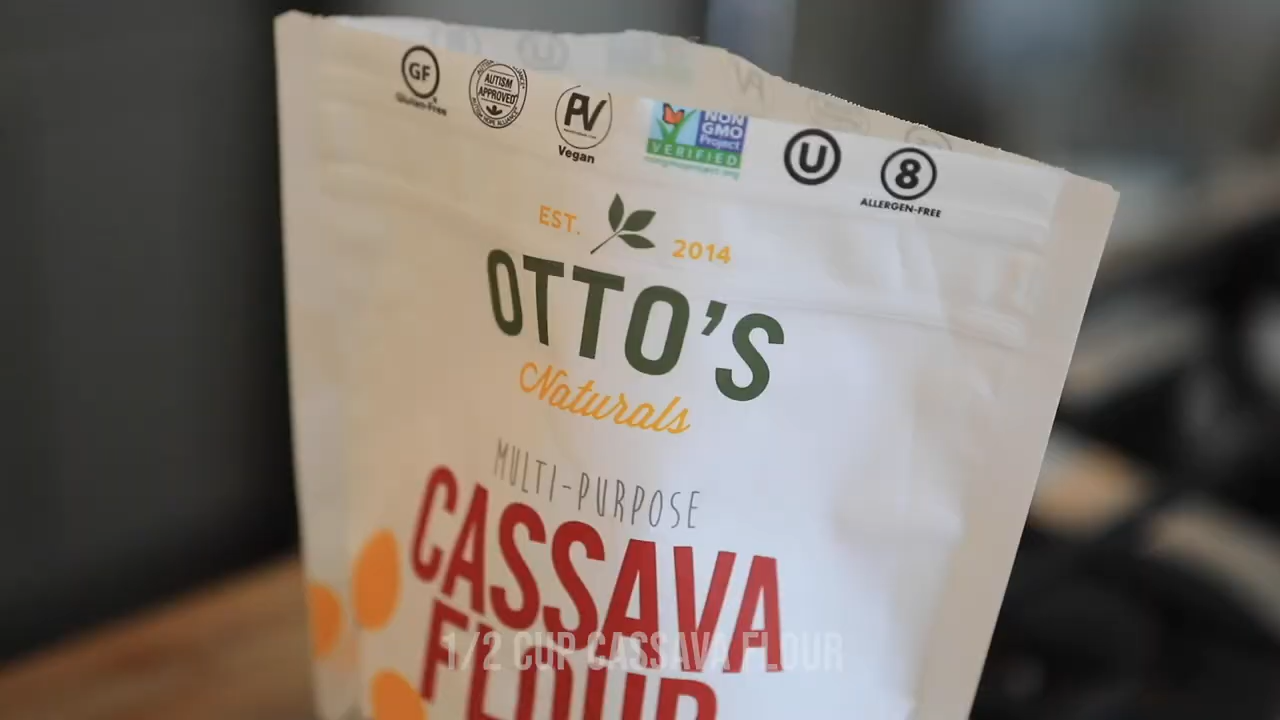 GF
Gluten-Free
AUTISM
APPROVED
PV
Vegan
NON
GMO
Project
VERIFIED
U
8
ALLERGEN-FREE
EST. 2014
OTTO'S
Naturals
MULTI-PURPOSE
CASSAVA
FLOUR
1/2 CUP CASSAVA FLOUR